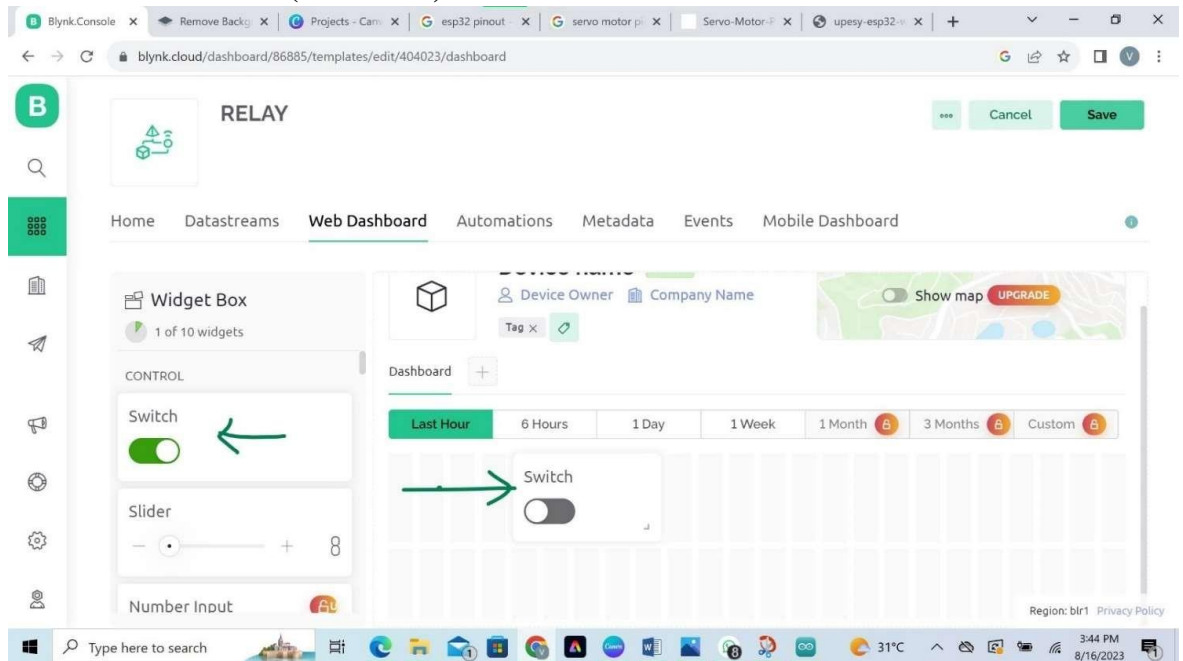 Blynk.Console
Remove Backg
Projects - Can
esp32 pinout -
servo motor pi
Servo-Motor-P
upesy-esp32-w
blynk.cloud/dashboard/86885/templates/edit/404023/dashboard
V
B
RELAY
Cancel
Save
Home Datastreams Web Dashboard Automations Metadata Events Mobile Dashboard
Widget Box
1 of 10 widgets
CONTROL
Switch
Slider
8
Number Input
Device Owner Company Name
Tag ×
Show map UPGRADE
Dashboard +
Last Hour 6 Hours 1 Day 1 Week 1 Month 3 Months Custom
Switch
Region: blr1 Privacy Policy
Type here to search
31°C
3:44 PM
8/16/2023